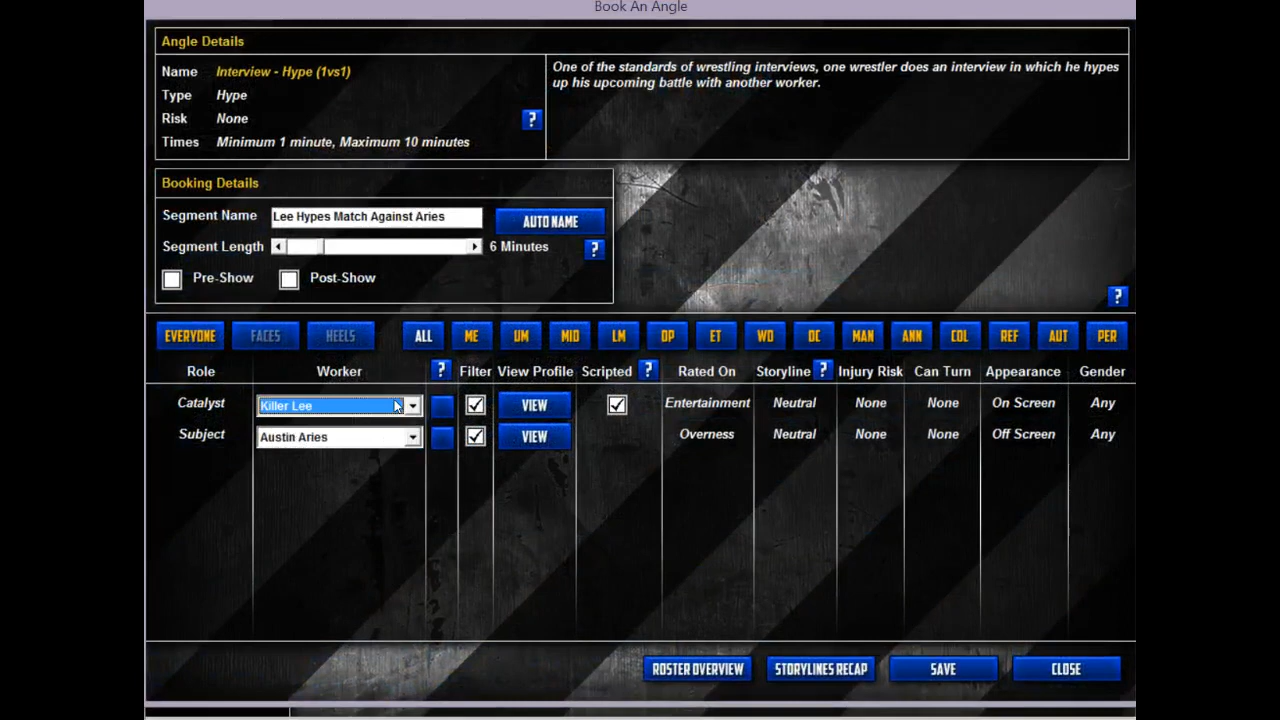 Book An Angle
Angle Details
Name Interview - Hype (1vs1)
Type Hype
Risk None
Times Minimum 1 minute, Maximum 10 minutes
?
One of the standards of wrestling interviews, one wrestler does an interview in which he hypes
up his upcoming battle with another worker.
Booking Details
Segment Name Lee Hypes Match Against Aries AUTO NAME
Segment Length 6 Minutes ?
Pre-Show Post-Show
?
EVERYONE FACES HEELS ALL ME UM MID LM OP ET WO OC MAN ANN COL REF AUT PER
Role Worker ? Filter View Profile Scripted ? Rated On Storyline ? Injury Risk Can Turn Appearance Gender
Catalyst Killer Lee VIEW Entertainment Neutral None None On Screen Any
Subject Austin Aries VIEW Overness Neutral None None Off Screen Any
ROSTER OVERVIEW STORYLINES RECAP SAVE CLOSE